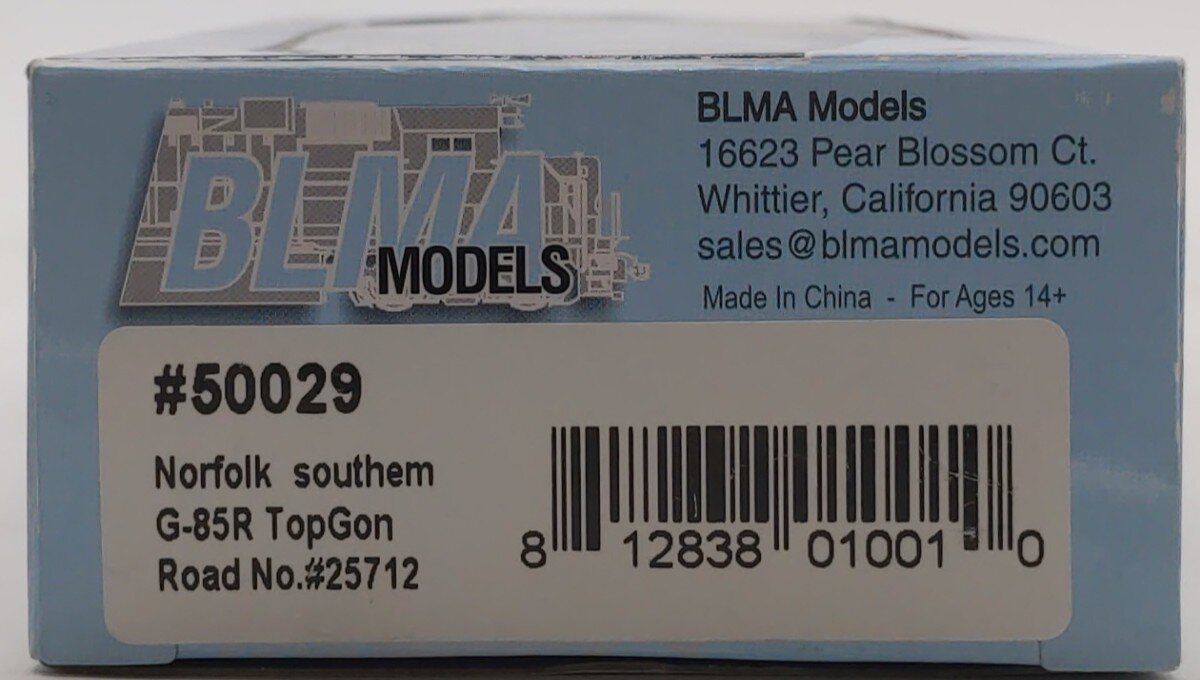 BLMA
MODELS
BLMA Models
16623 Pear Blossom Ct.
Whittier, California 90603
sales@blmamodels.com
Made In China - For Ages 14+
#50029
Norfolk southem
G-85R TopGon
Road No.#25712
8 12838 01001 0